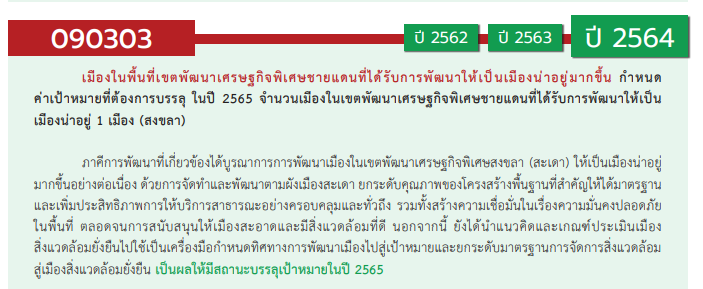 090303
ปี 2562
ปี 2563
ปี 2564
เมืองในพื้นที่เขตพัฒนาเศรษฐกิจพิเศษชายแดนที่ได้รับการพัฒนาให้เป็นเมืองน่าอยู่มากขึ้น กำหนด
ค่าเป้าหมายที่ต้องการบรรลุ ในปี 2565 จำนวนเมืองในเขตพัฒนาเศรษฐกิจพิเศษชายแดนที่ได้รับการพัฒนาให้เป็น
เมืองน่าอยู่ 1 เมือง (สงขลา)
ภาคีการพัฒนาที่เกี่ยวข้องได้บูรณาการการพัฒนาเมืองในเขตพัฒนาเศรษฐกิจพิเศษสงขลา (สะเดา) ให้เป็นเมืองน่าอยู่
มากขึ้นอย่างต่อเนื่อง ด้วยการจัดทำและพัฒนาตามผังเมืองสะเดา ยกระดับคุณภาพของโครงสร้างพื้นฐานที่สำคัญให้ได้มาตรฐาน
และเพิ่มประสิทธิภาพการให้บริการสาธารณะอย่างครอบคลุมและทั่วถึง รวมทั้งสร้างความเชื่อมั่นในเรื่องความมั่นคงปลอดภัย
ในพื้นที่ ตลอดจนการสนับสนุนให้เมืองสะอาดและมีสิ่งแวดล้อมที่ดี นอกจากนี้ ยังได้นำแนวคิดและเกณฑ์ประเมินเมือง
สิ่งแวดล้อมยั่งยืนไปใช้เป็นเครื่องมือกำหนดทิศทางการพัฒนาเมืองไปสู่เป้าหมายและยกระดับมาตรฐานการจัดการสิ่งแวดล้อม
สู่เมืองสิ่งแวดล้อมยั่งยืน เป็นผลให้มีสถานะบรรลุเป้าหมายในปี 2565